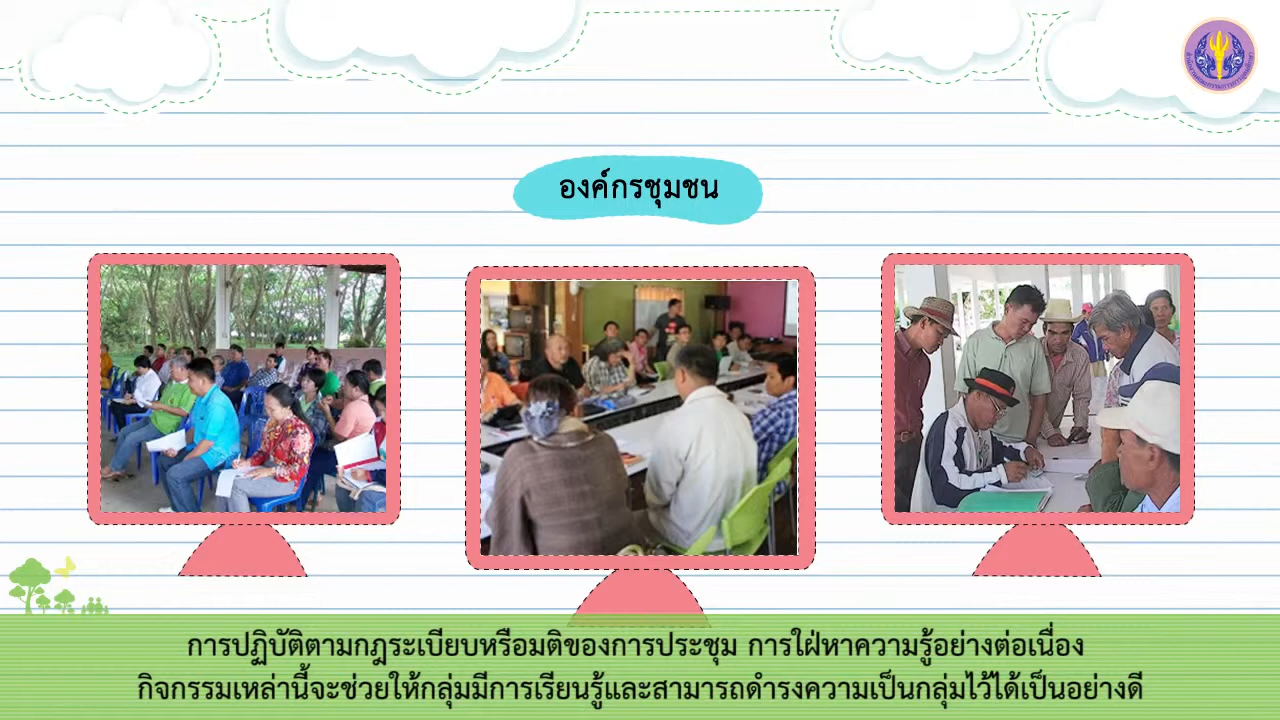 องค์กรชุมชน
การปฏิบัติตามกฎระเบียบหรือมติของการประชุม การใฝ่หาความรู้อย่างต่อเนื่อง
กิจกรรมเหล่านี้จะช่วยให้กลุ่มมีการเรียนรู้และสามารถดำรงความเป็นกลุ่มไว้ได้เป็นอย่างดี